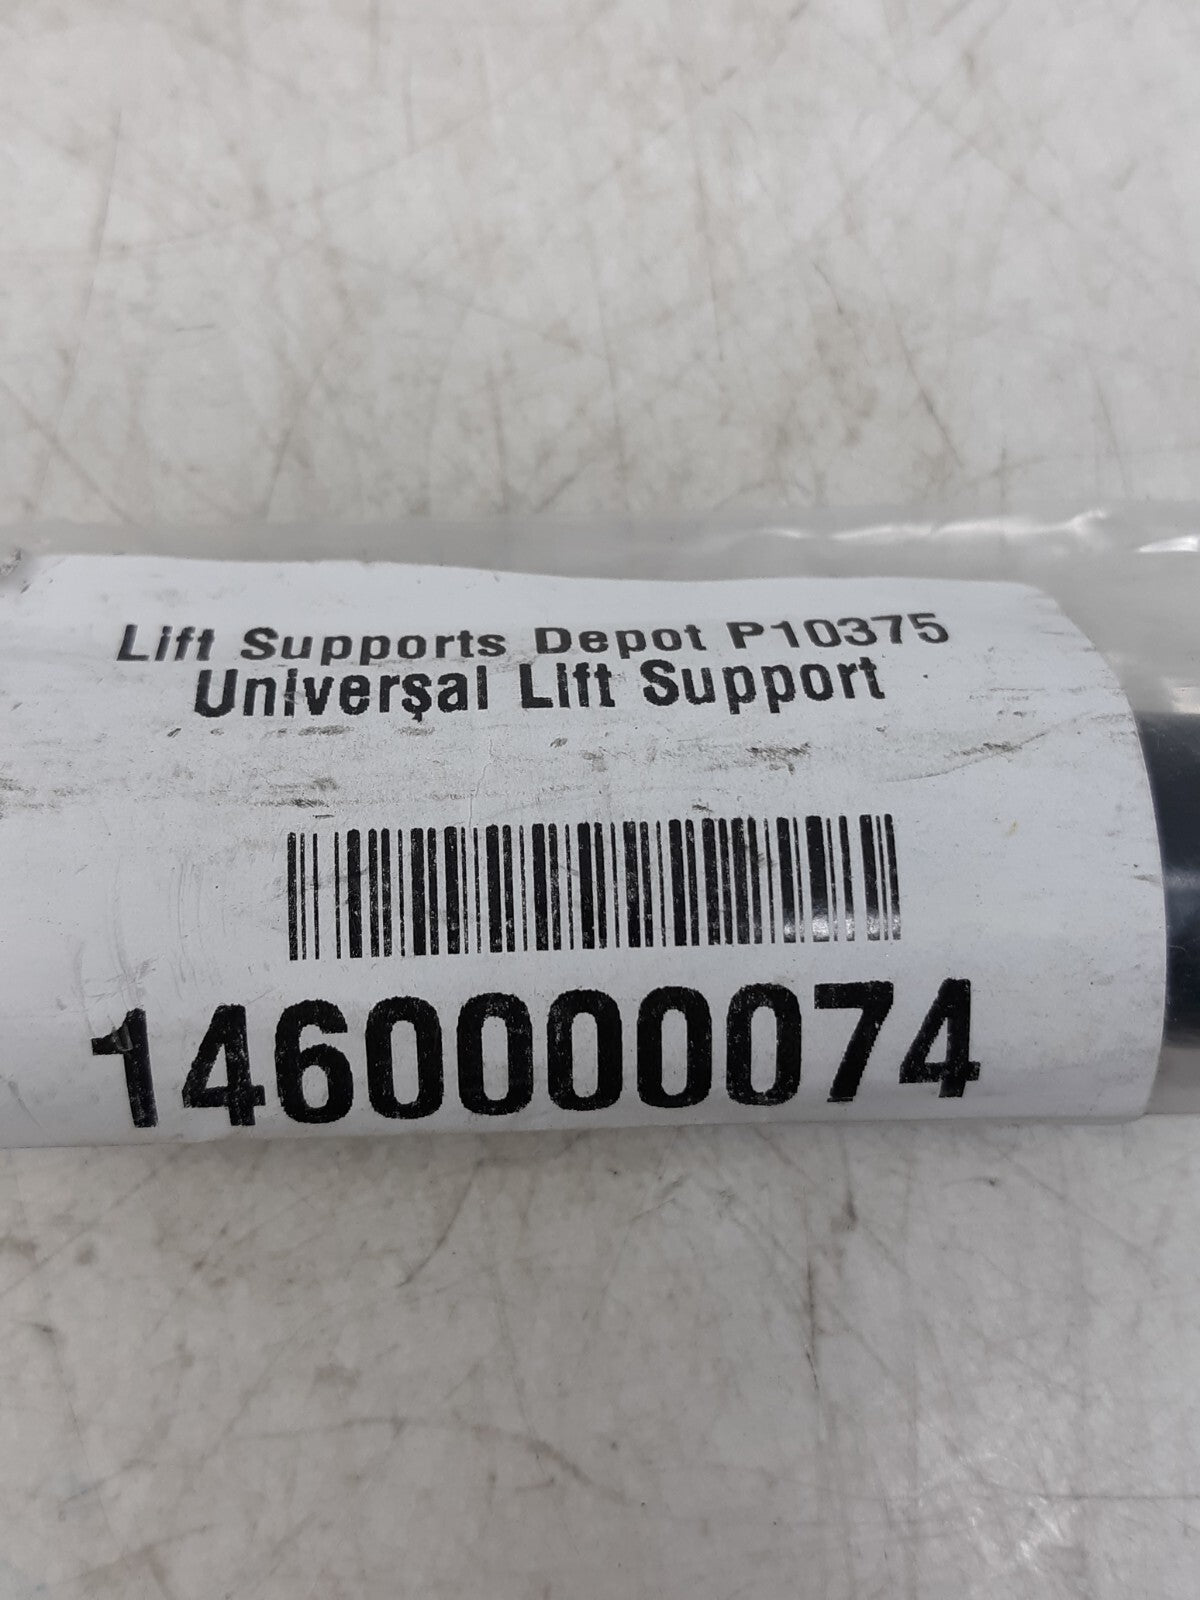 Lift Supports Depot P10375
Universal Lift Support
1460000074